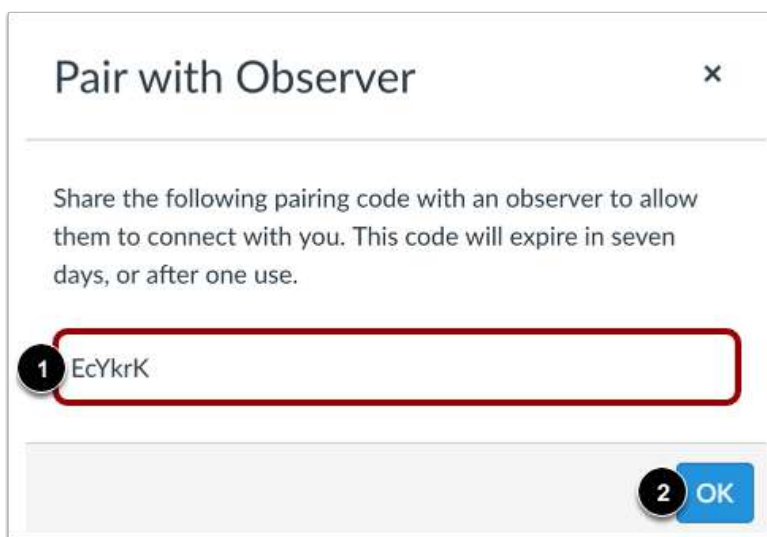 Pair with Observer ×
Share the following pairing code with an observer to allow
them to connect with you. This code will expire in seven
days, or after one use.
1 EcYkrK
2 OK